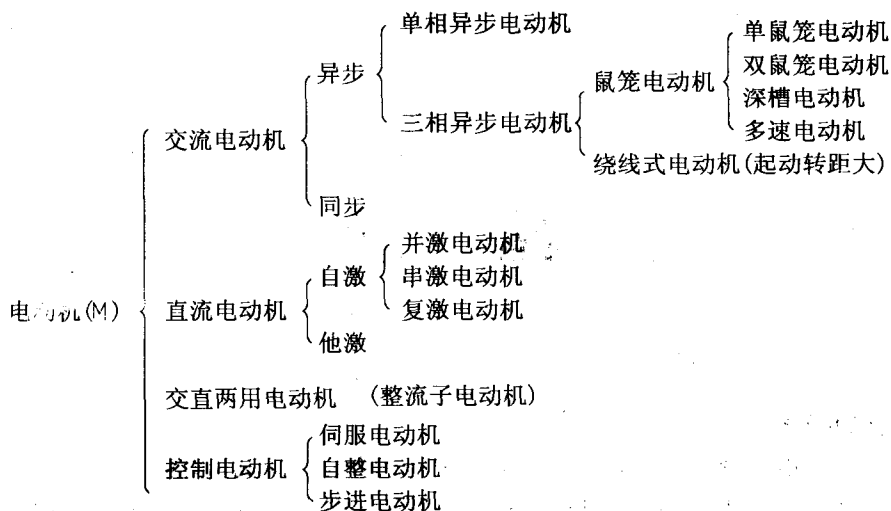 单相异步电动机
单鼠笼电动机
双鼠笼电动机
异步
鼠笼电动机
深槽电动机
三相异步电动机
多速电动机
交流电动机
绕线式电动机(起动转距大)
同步
并激电动机
自激
串激电动机
电动机(M)
直流电动机
复激电动机
他激
交直两用电动机 (整流子电动机)
伺服电动机
控制电动机
自整电动机
步进电动机